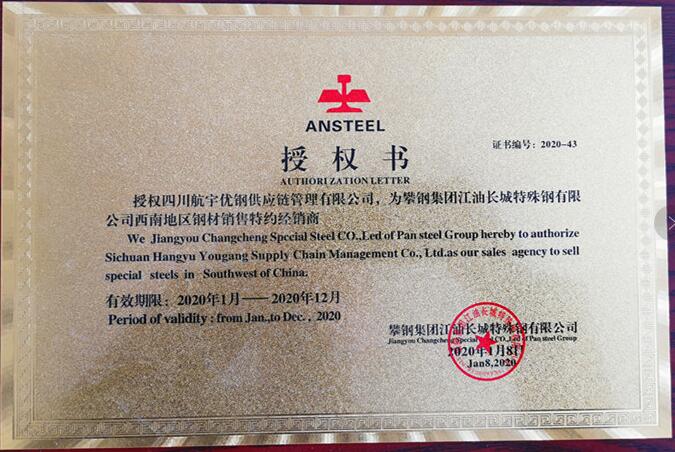 ANSTEEL
证书编号：2020-43
授权书
AUTHORIZATION LETTER
授权四川航宇优钢供应链管理有限公司，为攀钢集团江油长城特殊钢有限
公司西南地区钢材销售特约经销商
We Jiangyou Changcheng Special Steel CO.,Led of Pan steel Group hereby to authorize
Sichuan Hangyu Yougang Supply Chain Management Co., Ltd.as our sales agency to sell
special steels in Southwest of China.
有效期限：2020年1月——2020年12月
Period of validity : from Jan.,to Dec. , 2020
攀钢集团江油长城特殊钢有限公司
Jiangyou Changcheng Special Steel CO.,Led of Pan steel Group
2020年1月8日
Jan8,2020